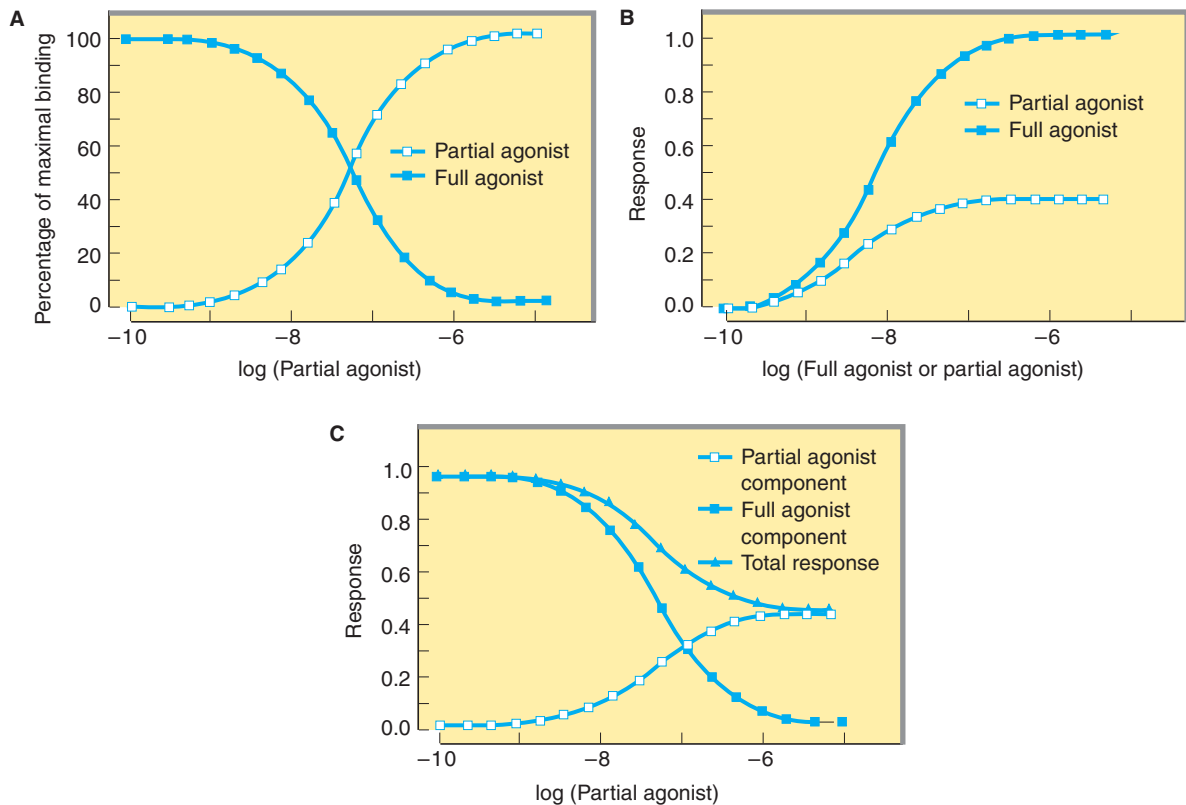 A
Percentage of maximal binding
100
80
60
40
20
0
Partial agonist
Full agonist
–10
–8
–6
log (Partial agonist)
B
Response
1.0
0.8
0.6
0.4
0.2
0.0
Partial agonist
Full agonist
–10
–8
–6
log (Full agonist or partial agonist)
C
Response
1.0
0.8
0.6
0.4
0.2
0.0
Partial agonist
component
Full agonist
component
Total response
–10
–8
–6
log (Partial agonist)